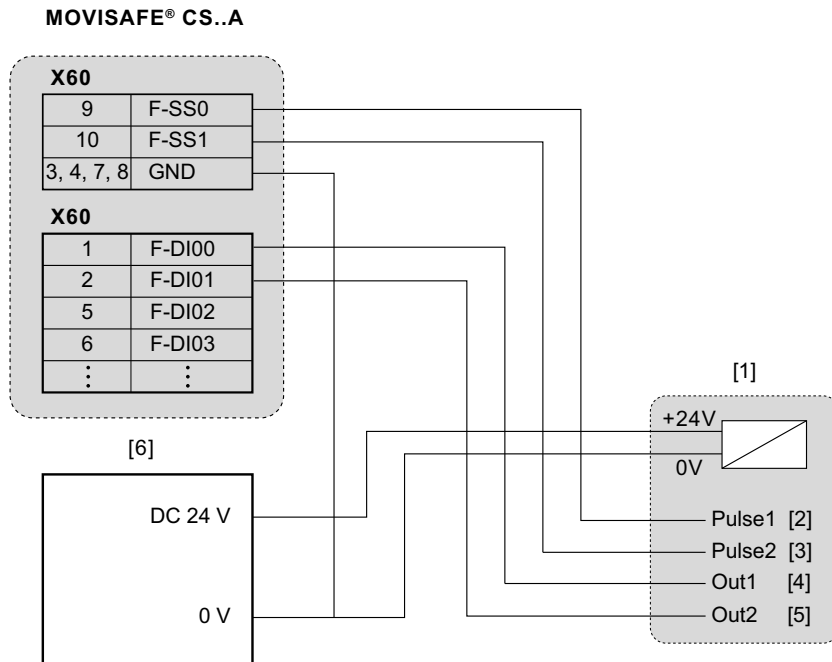 MOVISAFE® CS..A
X60
9 F-SS0
10 F-SS1
3, 4, 7, 8 GND
X60
1 F-DI00
2 F-DI01
5 F-DI02
6 F-DI03
⋮ ⋮
[1]
+24V
0V
Pulse1 [2]
Pulse2 [3]
Out1 [4]
Out2 [5]
[6]
DC 24 V
0 V